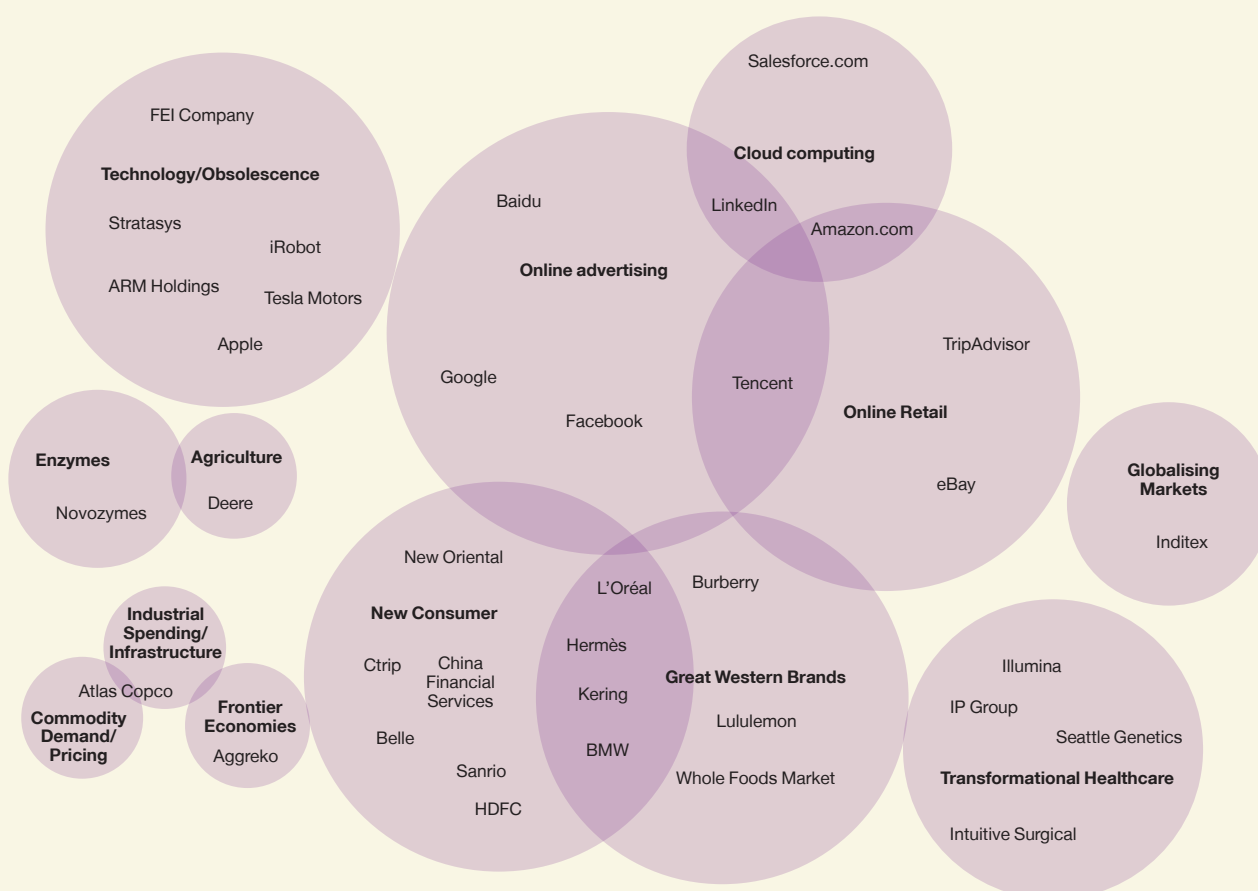 FEI Company
Technology/Obsolescence
Stratasys
iRobot
ARM Holdings
Tesla Motors
Apple
Salesforce.com
Cloud computing
LinkedIn
Amazon.com
Baidu
Online advertising
Google
Facebook
Tencent
TripAdvisor
Online Retail
eBay
Enzymes
Novozymes
Agriculture
Deere
Globalising
Markets
Inditex
Industrial
Spending/
Infrastructure
Atlas Copco
Commodity
Demand/
Pricing
Frontier
Economies
Aggreko
New Oriental
New Consumer
Ctrip
China
Financial
Services
Belle
Sanrio
HDFC
L'Oréal
Hermès
Kering
BMW
Burberry
Great Western Brands
Lululemon
Whole Foods Market
Illumina
IP Group
Seattle Genetics
Transformational Healthcare
Intuitive Surgical